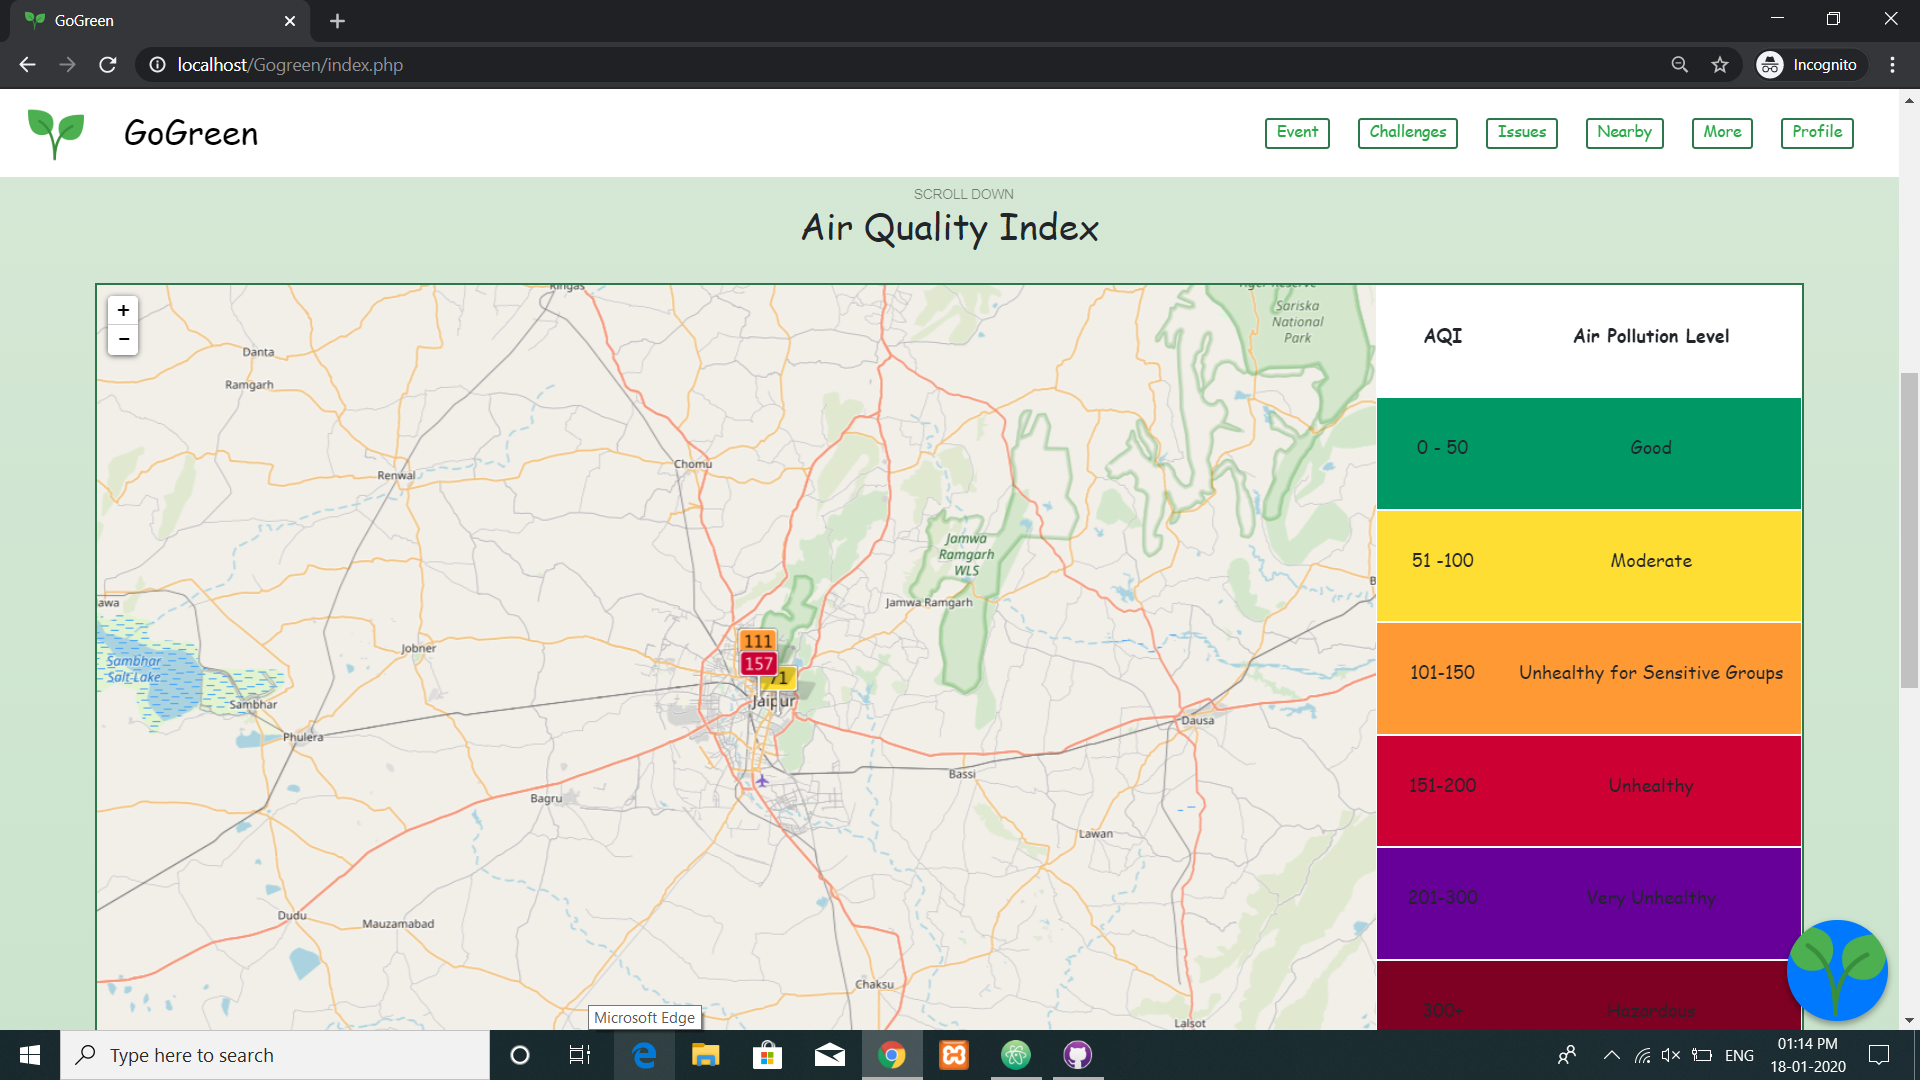 GoGreen
localhost/Gogreen/index.php
Incognito
GoGreen
Event
Challenges
Issues
Nearby
More
Profile
SCROLL DOWN
Air Quality Index
+
-
Ringas
Danta
Ramgarh
Renwal
Chomu
Sariska
National
Park
Jamwa
Ramgarh
WLS
Jamwa Ramgarh
awa
Jobner
Sambhar
Salt Lake
Sambhar
Phulera
111
157
71
Jaipur
Dausa
Bassi
Bagru
Lawan
Dudu
Mauzamabad
Chaksu
Lalsot
AQI Air Pollution Level
0 - 50 Good
51 -100 Moderate
101-150 Unhealthy for Sensitive Groups
151-200 Unhealthy
201-300 Very Unhealthy
300+ Hazardous
Microsoft Edge
Type here to search
ENG
01:14 PM
18-01-2020